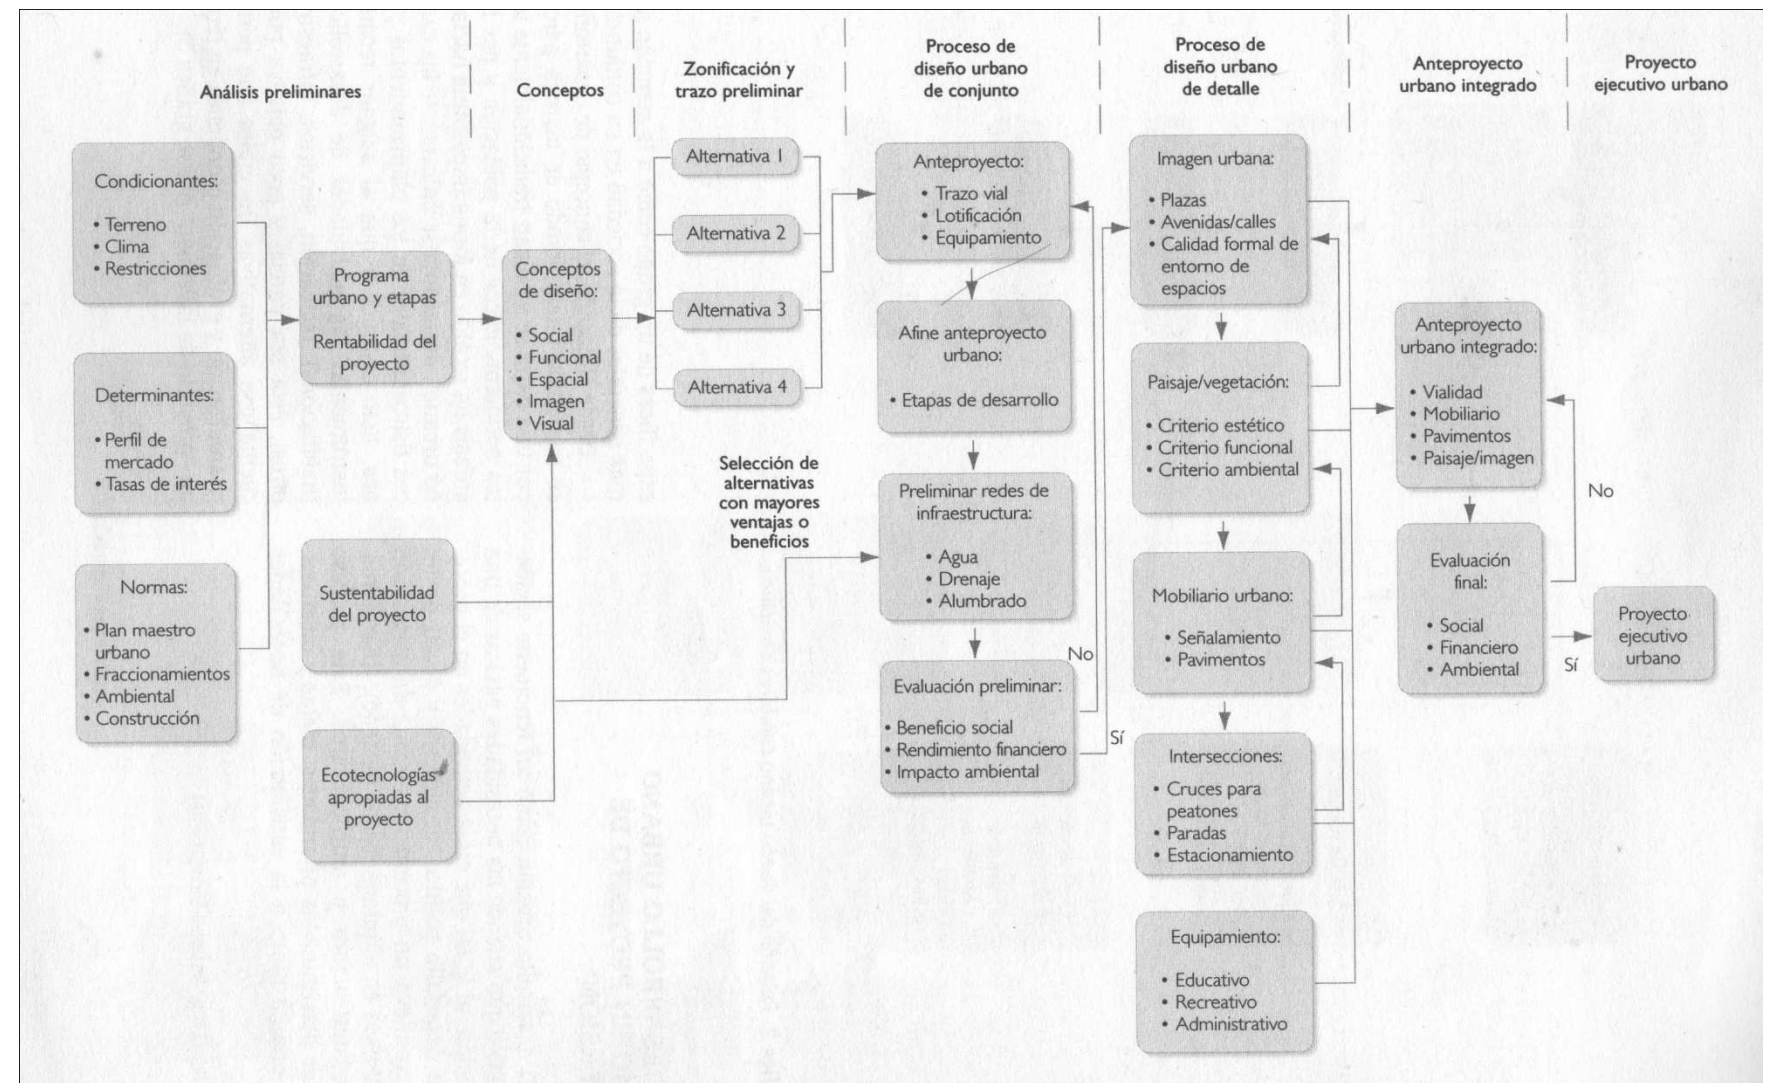 Análisis preliminares
Conceptos
Zonificación y
trazo preliminar
Proceso de
diseño urbano
de conjunto
Proceso de
diseño urbano
de detalle
Anteproyecto
urbano integrado
Proyecto
ejecutivo urbano
Condicionantes:
• Terreno
• Clima
• Restricciones
Determinantes:
• Perfil de
mercado
• Tasas de interés
Normas:
• Plan maestro
urbano
• Fraccionamientos
• Ambiental
• Construcción
Programa
urbano y etapas
Rentabilidad del
proyecto
Sustentabilidad
del proyecto
Ecotecnologías
apropiadas al
proyecto
Conceptos
de diseño:
• Social
• Funcional
• Espacial
• Imagen
• Visual
Alternativa 1
Alternativa 2
Alternativa 3
Alternativa 4
Selección de
alternativas
con mayores
ventajas o
beneficios
Anteproyecto:
• Trazo vial
• Lotificación
• Equipamiento
Afine anteproyecto
urbano:
• Etapas de desarrollo
Preliminar redes de
infraestructura:
• Agua
• Drenaje
• Alumbrado
No
Evaluación preliminar:
• Beneficio social
• Rendimiento financiero
• Impacto ambiental
Sí
Imagen urbana:
• Plazas
• Avenidas/calles
• Calidad formal de
entorno de
espacios
Paisaje/vegetación:
• Criterio estético
• Criterio funcional
• Criterio ambiental
Mobiliario urbano:
• Señalamiento
• Pavimentos
Intersecciones:
• Cruces para
peatones
• Paradas
• Estacionamiento
Equipamiento:
• Educativo
• Recreativo
• Administrativo
Anteproyecto
urbano integrado:
• Vialidad
• Mobiliario
• Pavimentos
• Paisaje/imagen
No
Evaluación
final:
• Social
• Financiero
• Ambiental
Sí
Proyecto
ejecutivo
urbano